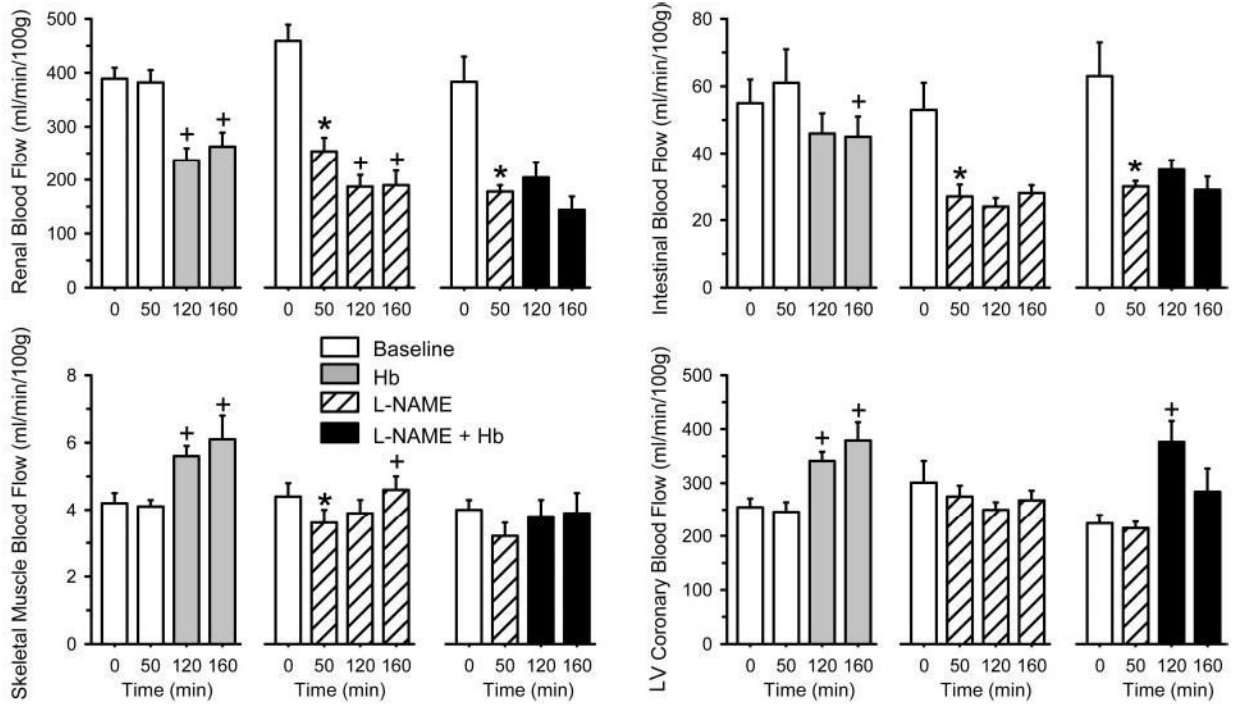 Renal Blood Flow (ml/min/100g)
500
400
300
200
100
0
+
+
*
+
+
*
0 50 120 160
0 50 120 160
0 50 120 160
Intestinal Blood Flow (ml/min/100g)
80
60
40
20
0
+
*
*
0 50 120 160
0 50 120 160
0 50 120 160
Skeletal Muscle Blood Flow (ml/min/100g)
8
6
4
2
0
+
+
*
+
Baseline
Hb
L-NAME
L-NAME + Hb
0 50 120 160
0 50 120 160
0 50 120 160
Time (min)
Time (min)
Time (min)
LV Coronary Blood Flow (ml/min/100g)
500
400
300
200
100
0
+
+
+
0 50 120 160
0 50 120 160
0 50 120 160
Time (min)
Time (min)
Time (min)